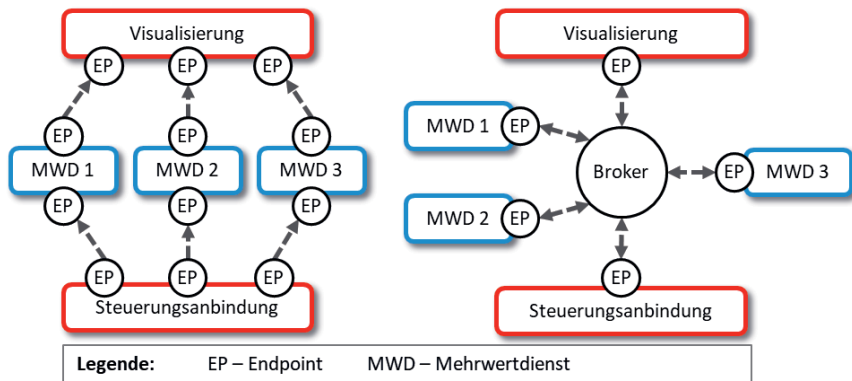 Visualisierung
EP EP EP
EP EP EP
MWD 1 MWD 2 MWD 3
EP EP EP
EP EP EP
Steuerungsanbindung
Visualisierung
EP
MWD 1 EP
Broker
EP MWD 3
MWD 2 EP
EP
Steuerungsanbindung
Legende: EP – Endpoint MWD – Mehrwertdienst